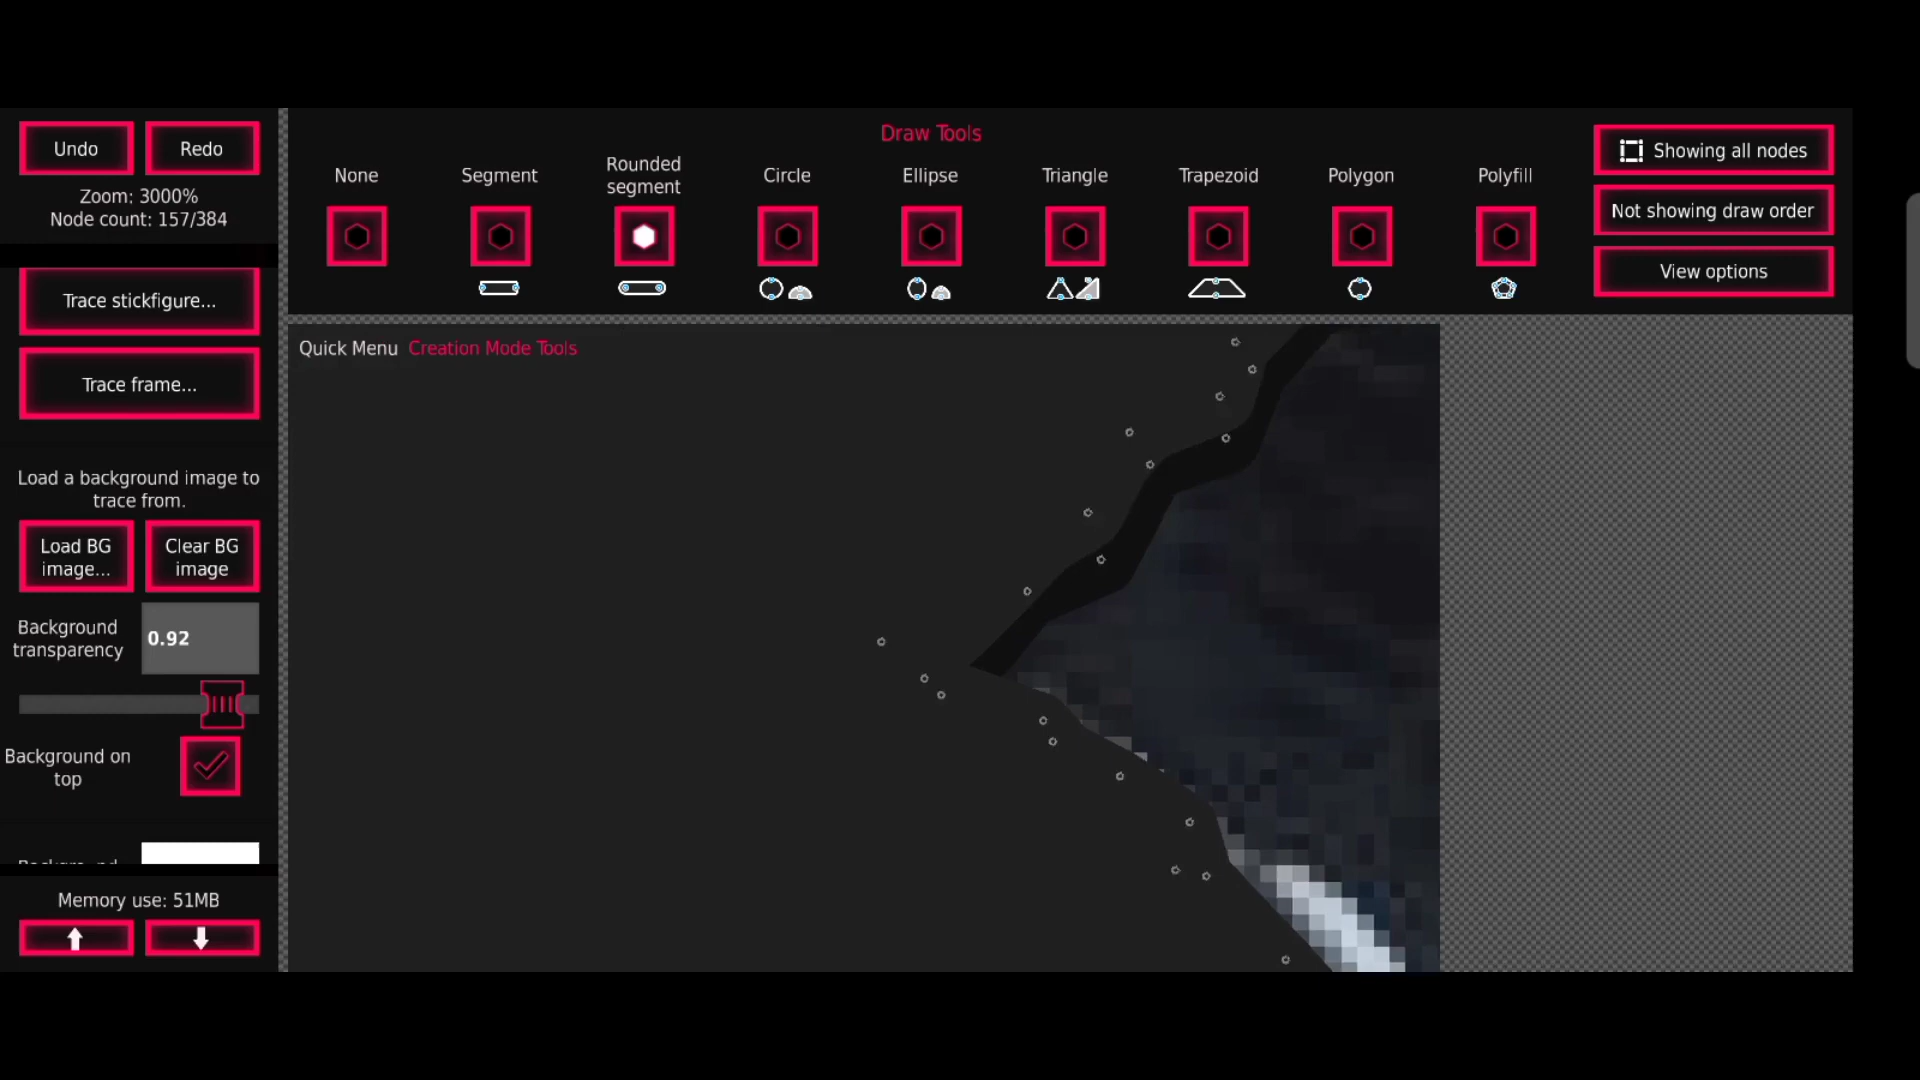 Undo
Redo
Zoom: 3000%
Node count: 157/384
Trace stickfigure...
Trace frame...
Load a background image to
trace from.
Load BG
image...
Clear BG
image
Background
transparency
0.92
Background on
top
Memory use: 51MB
Draw Tools
None
Segment
Rounded
segment
Circle
Ellipse
Triangle
Trapezoid
Polygon
Polyfill
Showing all nodes
Not showing draw order
View options
Quick Menu
Creation Mode Tools